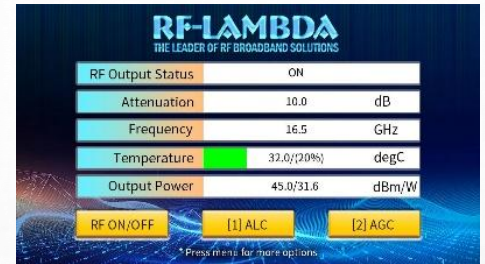 RF-LAMBDA
THE LEADER OF RF BROADBAND SOLUTIONS
RF Output Status ON
Attenuation 10.0 dB
Frequency 16.5 GHz
Temperature 32.0/(20%) degC
Output Power 45.0/31.6 dBm/W
RF ON/OFF [1] ALC [2] AGC
* Press menu for more options